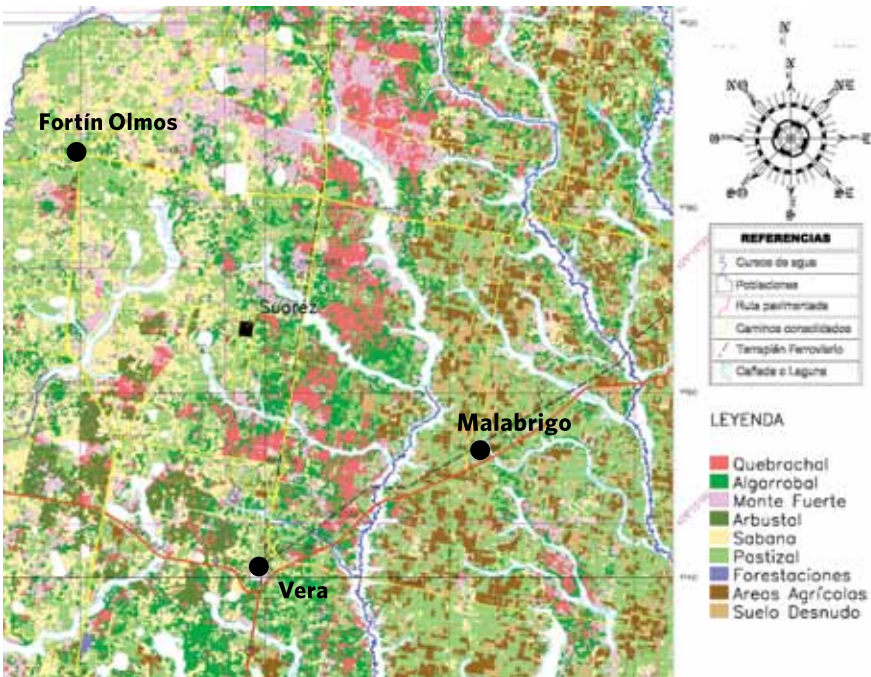 Fortín Olmos
Suarez
Malabrigo
Vera
N
N
REFERENCIAS
Cursos de agua
Poblaciones
Ruta pavimentada
Caminos consolidados
Terraplén Ferroviario
Cañada o Laguna
LEYENDA
Quebrachal
Algarrobal
Monte Fuerte
Arbustal
Sabana
Pastizal
Forestaciones
Areas Agrícolas
Suelo Desnudo